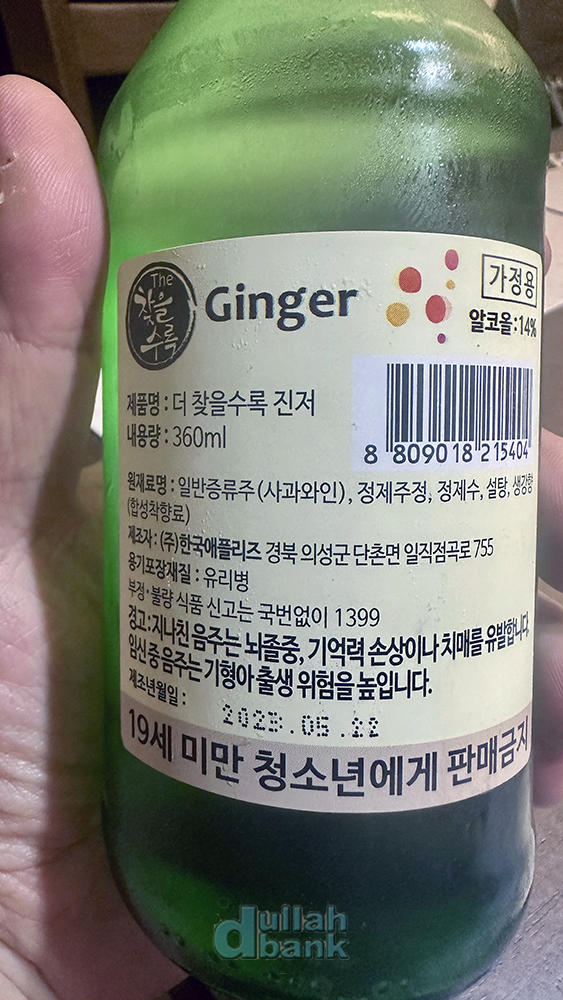 The
찾을
수록
Ginger
가정용
알코올:14%
제품명 : 더 찾을수록 진저
내용량 : 360ml
8 809018 215404
원재료명 : 일반증류주(사과와인), 정제주정, 정제수, 설탕, 생강향
(합성착향료)
제조자 : (주)한국애플리즈 경북 의성군 단촌면 일직점곡로 755
용기포장재질 : 유리병
부정·불량 식품 신고는 국번없이 1399
경고:지나친 음주는 뇌졸중, 기억력 손상이나 치매를 유발합니다.
임신 중 음주는 기형아 출생 위험을 높입니다.
제조년월일 :
2023.05.22
19세 미만 청소년에게 판매금지
dullah
bank